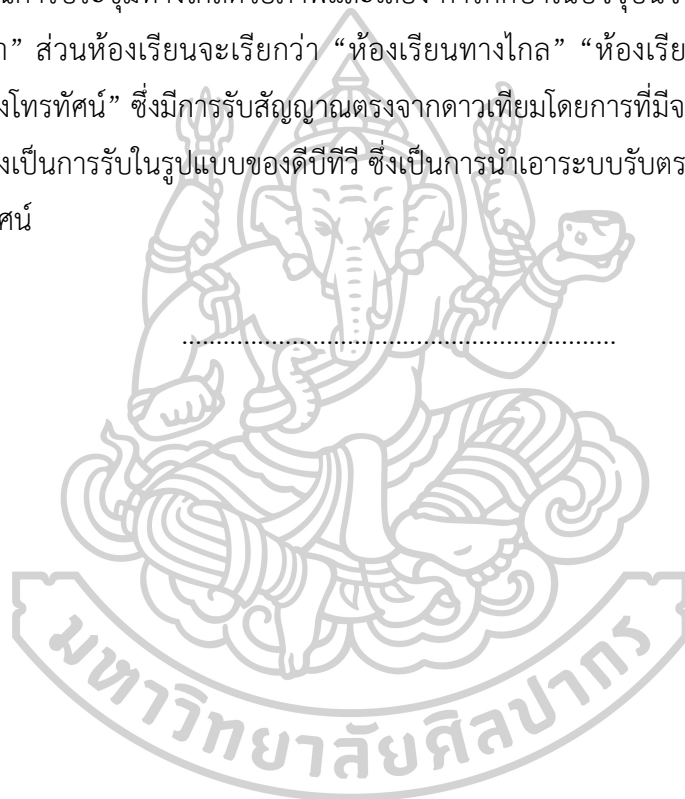 ส่วนห้องเรียนจะเรียกว่า “ห้องเรียนทางไกล” “ห้องเรีย
งโทรทัศน์” ซึ่งมีการรับสัญญาณตรงจากดาวเทียมโดยการที่มีจ
งเป็นการรับในรูปแบบของดีบีทีวี ซึ่งเป็นการนำเอาระบบรับตร
ศน์
................................................................
มหาวิทยาลัยศิลปากร